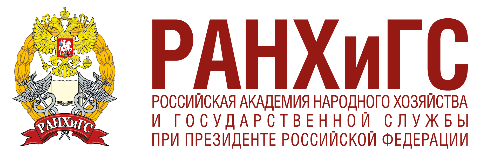 РАНХиГС
РАНХиГС
РОССИЙСКАЯ АКАДЕМИЯ НАРОДНОГО ХОЗЯЙСТВА
И ГОСУДАРСТВЕННОЙ СЛУЖБЫ
ПРИ ПРЕЗИДЕНТЕ РОССИЙСКОЙ ФЕДЕРАЦИИ